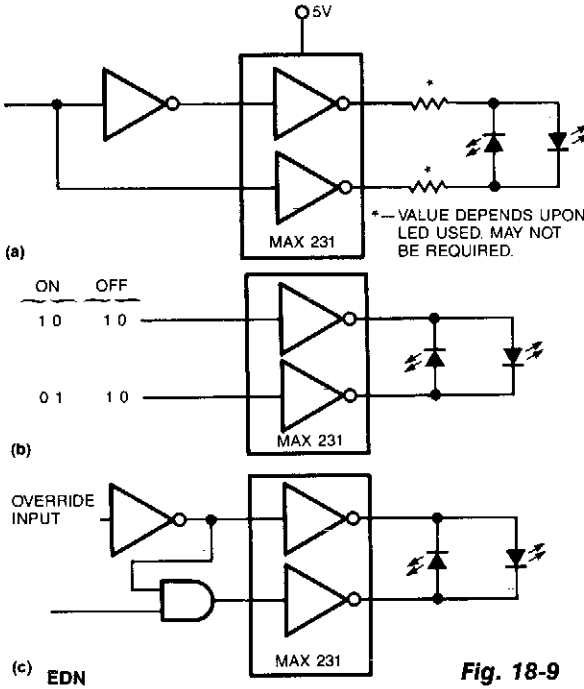 5V
*
*
MAX 231
*— VALUE DEPENDS UPON
LED USED. MAY NOT
BE REQUIRED.
(a)
ON OFF
1 0 1 0
0 1 1 0
MAX 231
(b)
OVERRIDE
INPUT
MAX 231
(c) EDN
Fig. 18-9